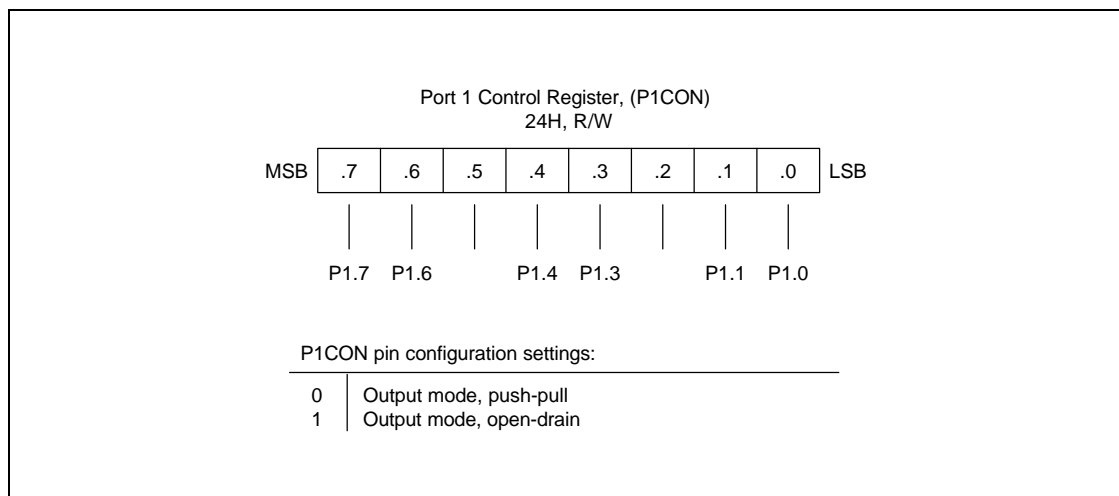 Port 1 Control Register, (P1CON)
24H, R/W
MSB .7 .6 .5 .4 .3 .2 .1 .0 LSB
P1.7 P1.6 P1.4 P1.3 P1.1 P1.0
P1CON pin configuration settings:
0 Output mode, push-pull
1 Output mode, open-drain